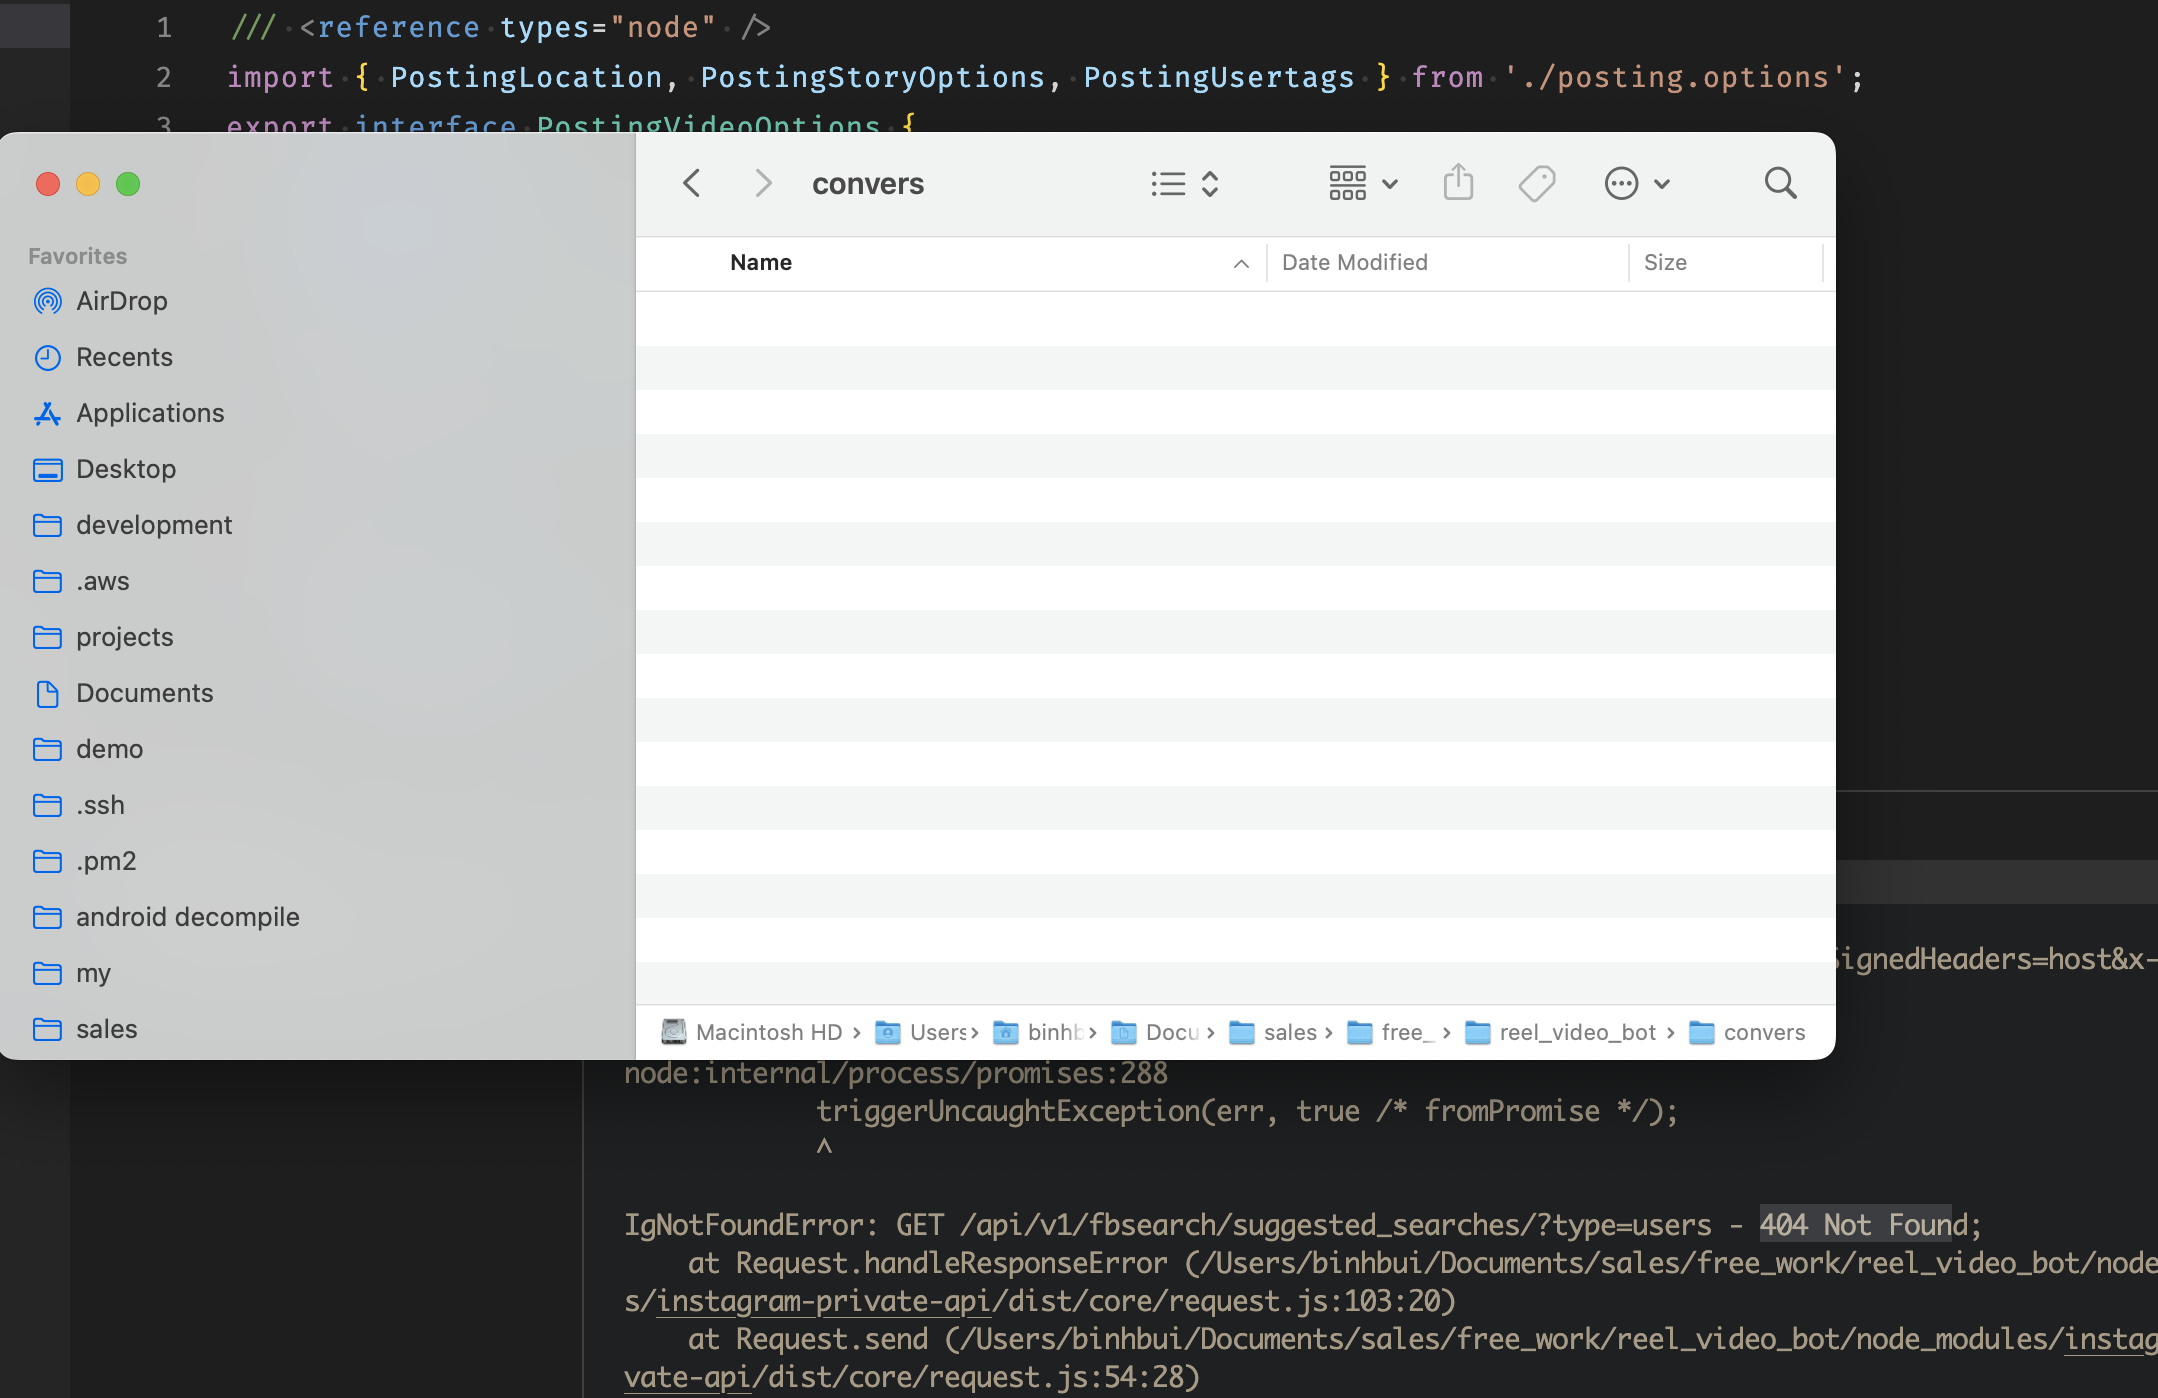 1 /// <reference types="node" />
2 import { PostingLocation, PostingStoryOptions, PostingUsertags } from './posting.options';
3 export interface PostingVideoOptions {
convers
Name Date Modified Size
Favorites
AirDrop
Recents
Applications
Desktop
development
.aws
projects
Documents
demo
.ssh
.pm2
android decompile
my
sales
Macintosh HD › Users › binhb › Docu › sales › free_ › reel_video_bot › convers
ignedHeaders=host&x-
node:internal/process/promises:288
triggerUncaughtException(err, true /* fromPromise */);
^
IgNotFoundError: GET /api/v1/fbsearch/suggested_searches/?type=users - 404 Not Found;
at Request.handleResponseError (/Users/binhbui/Documents/sales/free_work/reel_video_bot/node
s/instagram-private-api/dist/core/request.js:103:20)
at Request.send (/Users/binhbui/Documents/sales/free_work/reel_video_bot/node_modules/instag
vate-api/dist/core/request.js:54:28)